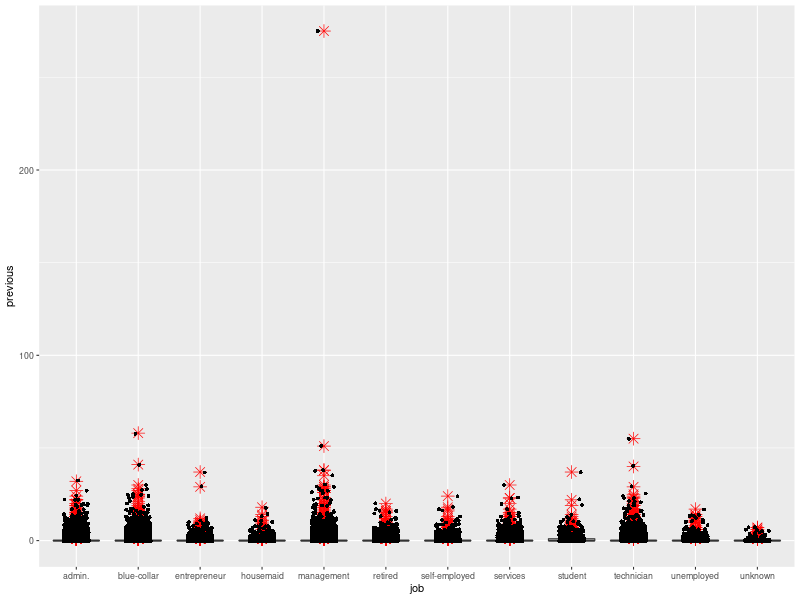 previous
200
100
0
admin. blue-collar entrepreneur housemaid management retired self-employed services student technician unemployed unknown
job